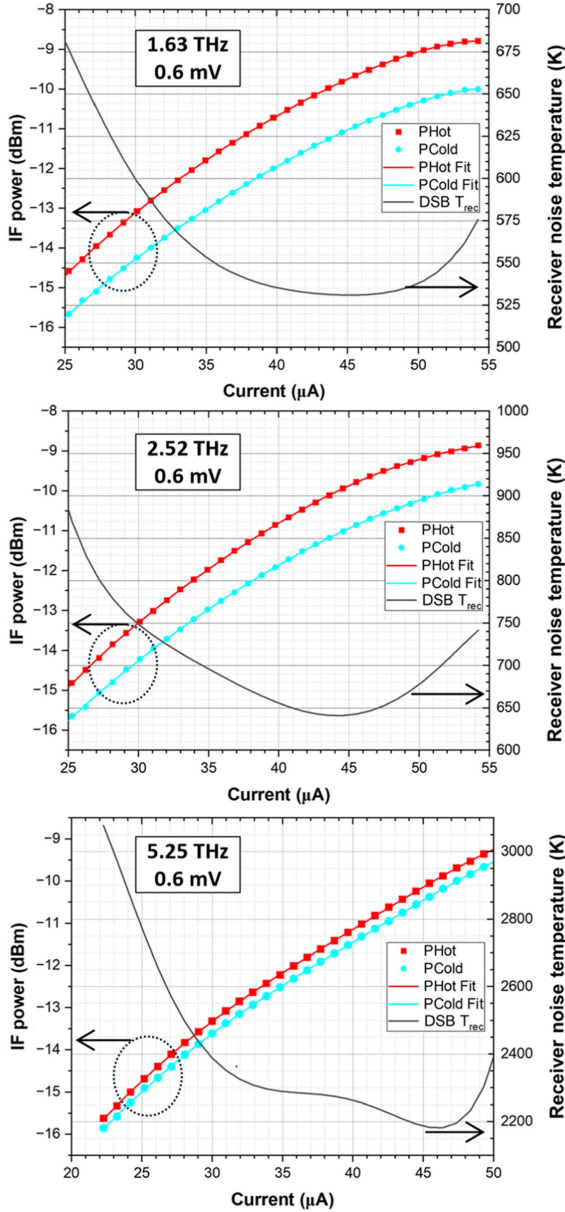 1.63 THz
0.6 mV
IF power (dBm)
−8
−9
−10
−11
−12
−13
−14
−15
−16
Receiver noise temperature (K)
700
675
650
625
600
575
550
525
500
PHot
PCold
PHot Fit
PCold Fit
DSB Trec
25 30 35 40 45 50 55
Current (µA)
2.52 THz
0.6 mV
IF power (dBm)
−8
−9
−10
−11
−12
−13
−14
−15
−16
Receiver noise temperature (K)
1000
950
900
850
800
750
700
650
600
PHot
PCold
PHot Fit
PCold Fit
DSB Trec
25 30 35 40 45 50 55
Current (µA)
5.25 THz
0.6 mV
IF power (dBm)
−9
−10
−11
−12
−13
−14
−15
−16
Receiver noise temperature (K)
3000
2800
2600
2400
2200
PHot
PCold
PHot Fit
PCold Fit
DSB Trec
20 25 30 35 40 45 50
Current (µA)